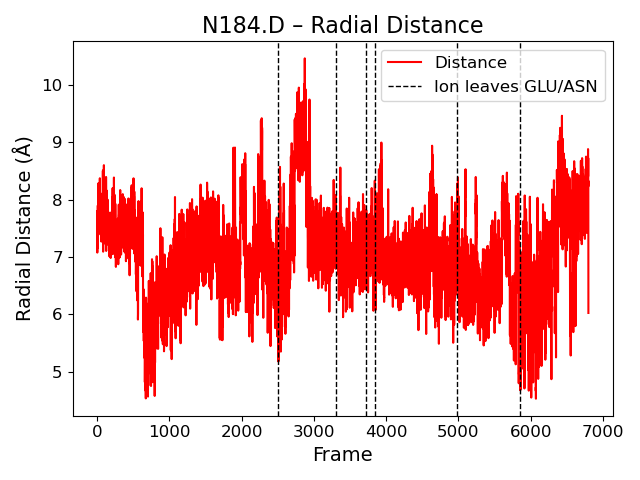 N184.D – Radial Distance
Distance
Ion leaves GLU/ASN
Radial Distance (Å)
10
9
8
7
6
5
0 1000 2000 3000 4000 5000 6000 7000
Frame